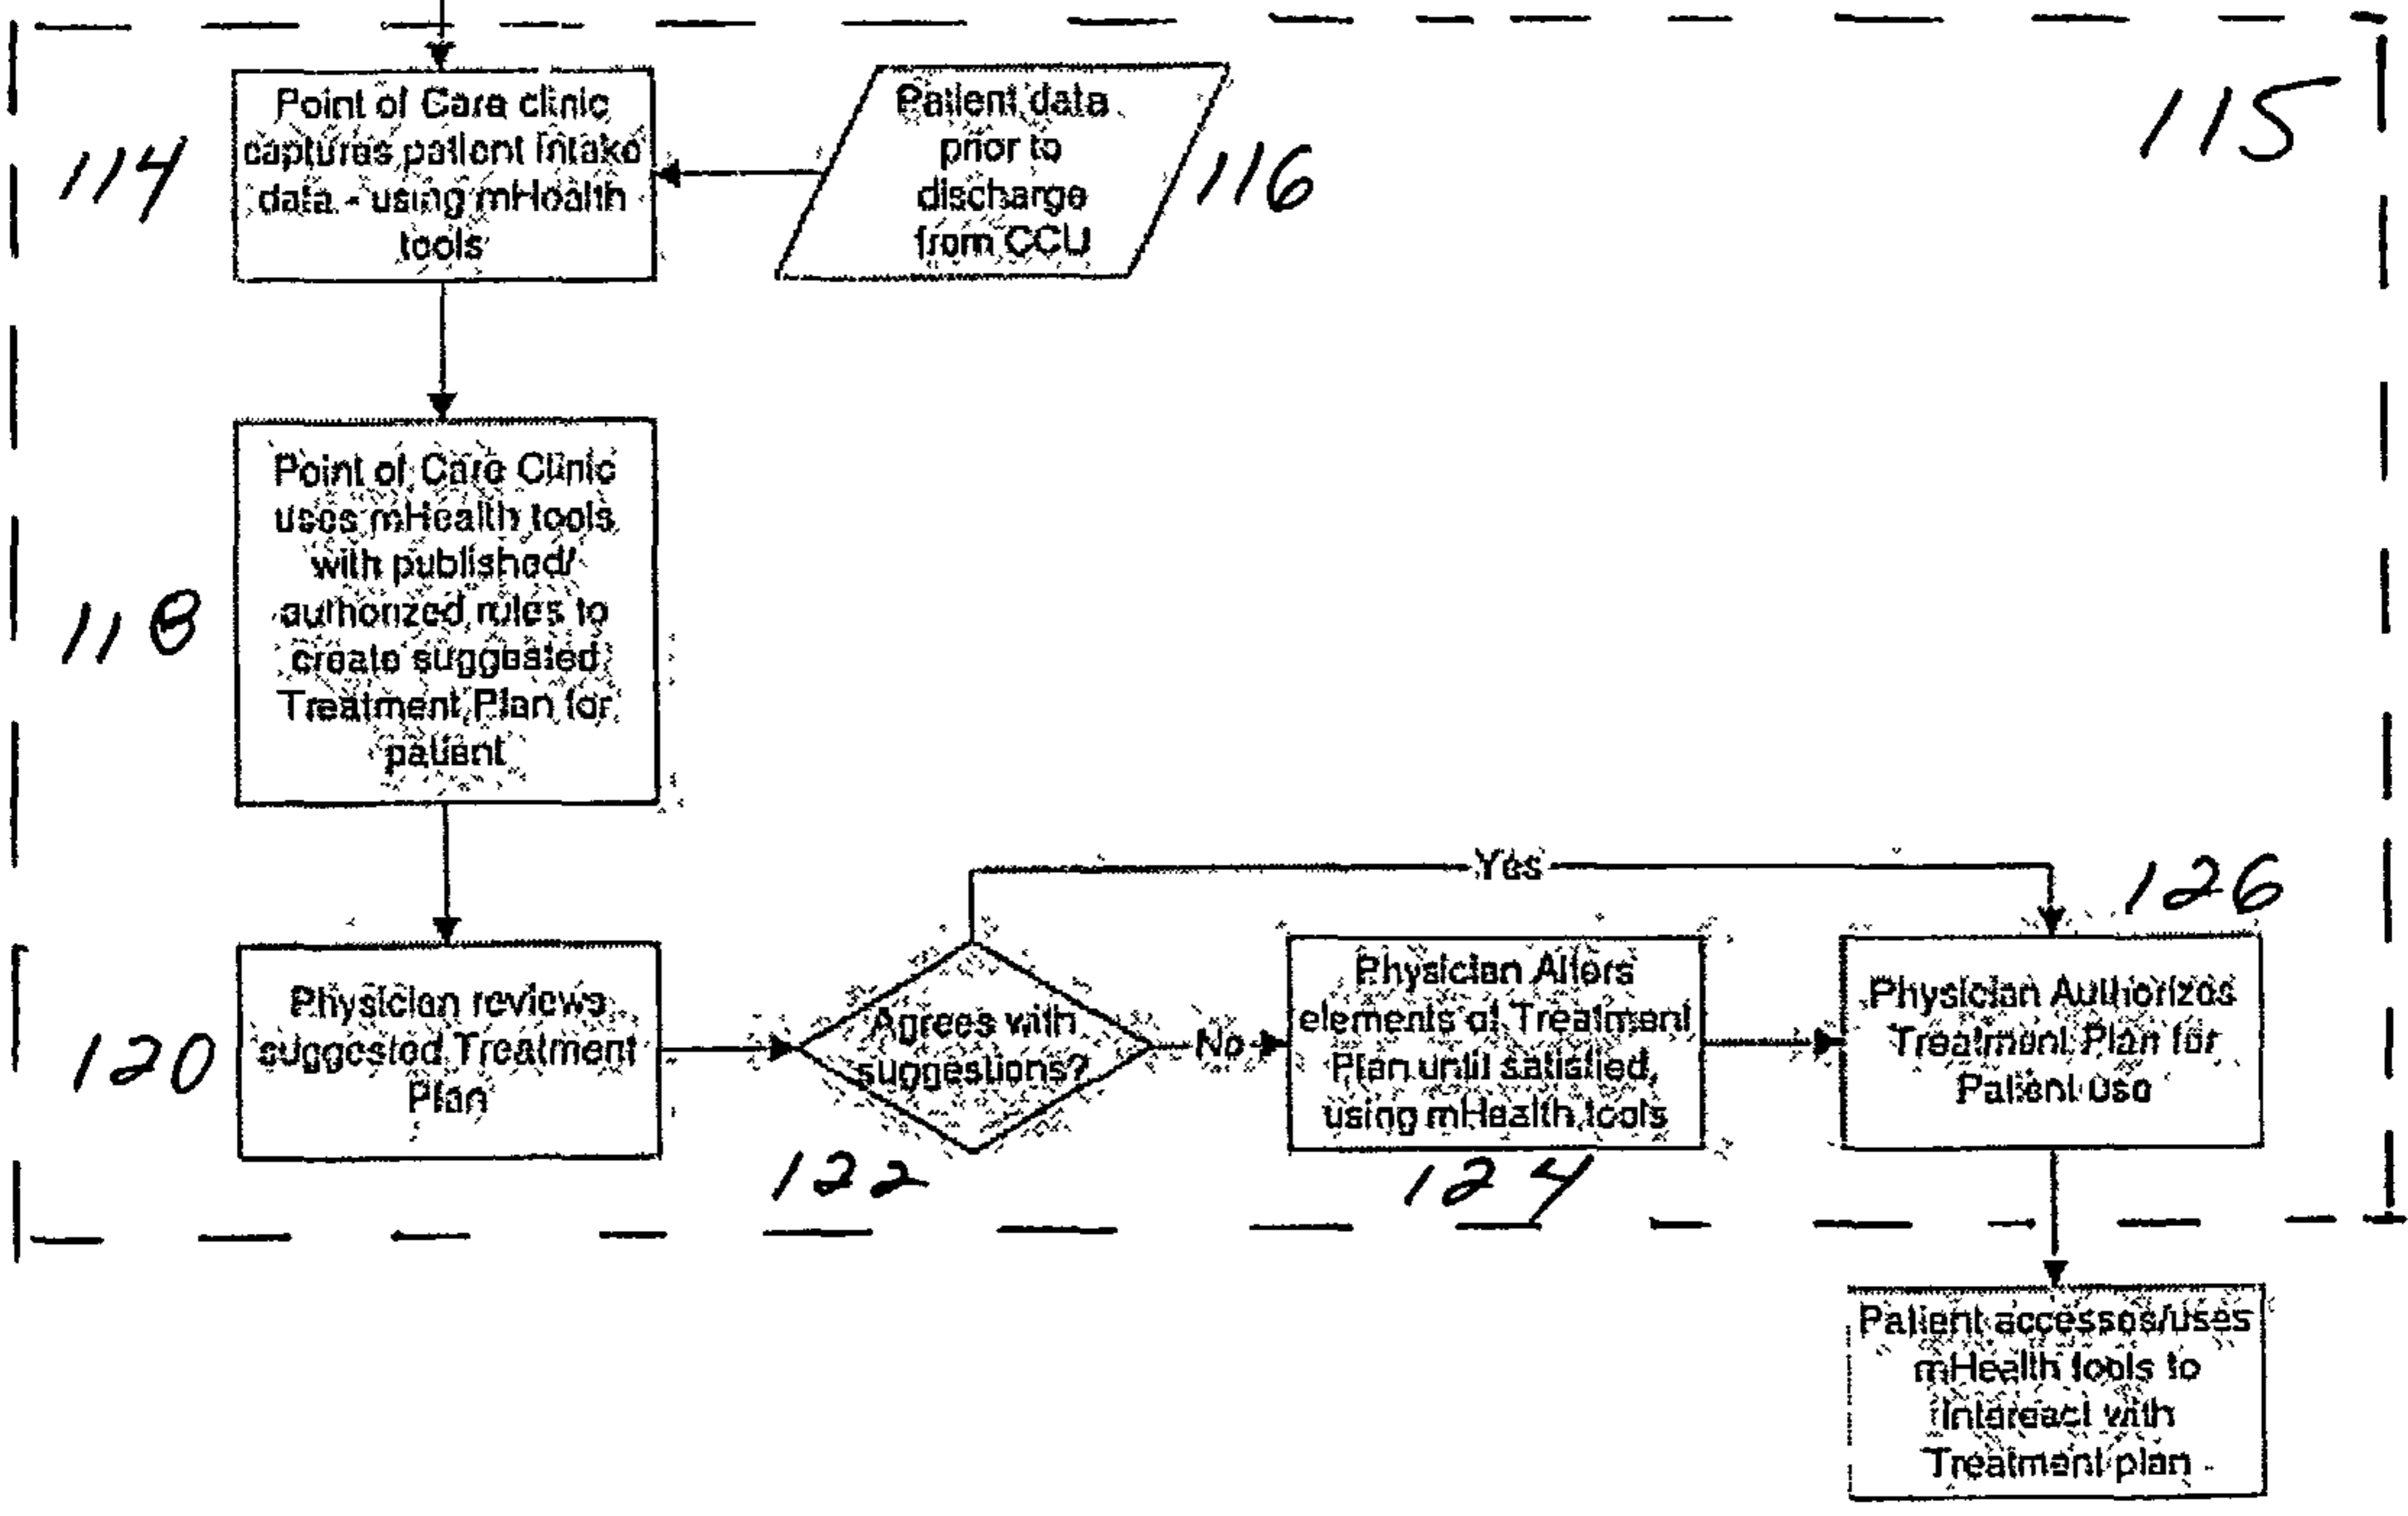 114
Point of Care clinic
captures patient intake
data - using mHealth
tools
Patient data
prior to
discharge
from CCU
116
115
118
Point of Care Clinic
uses mHealth tools
with published/
authorized rules to
create suggested
Treatment Plan for
patient
120
Physician reviews
suggested Treatment
Plan
Agrees with
suggestions?
122
Yes
No
Physician Alters
elements of Treatment
Plan until satisfied,
using mHealth tools
124
126
Physician Authorizes
Treatment Plan for
Patient use
Patient accesses/uses
mHealth tools to
Intereact with
Treatment plan